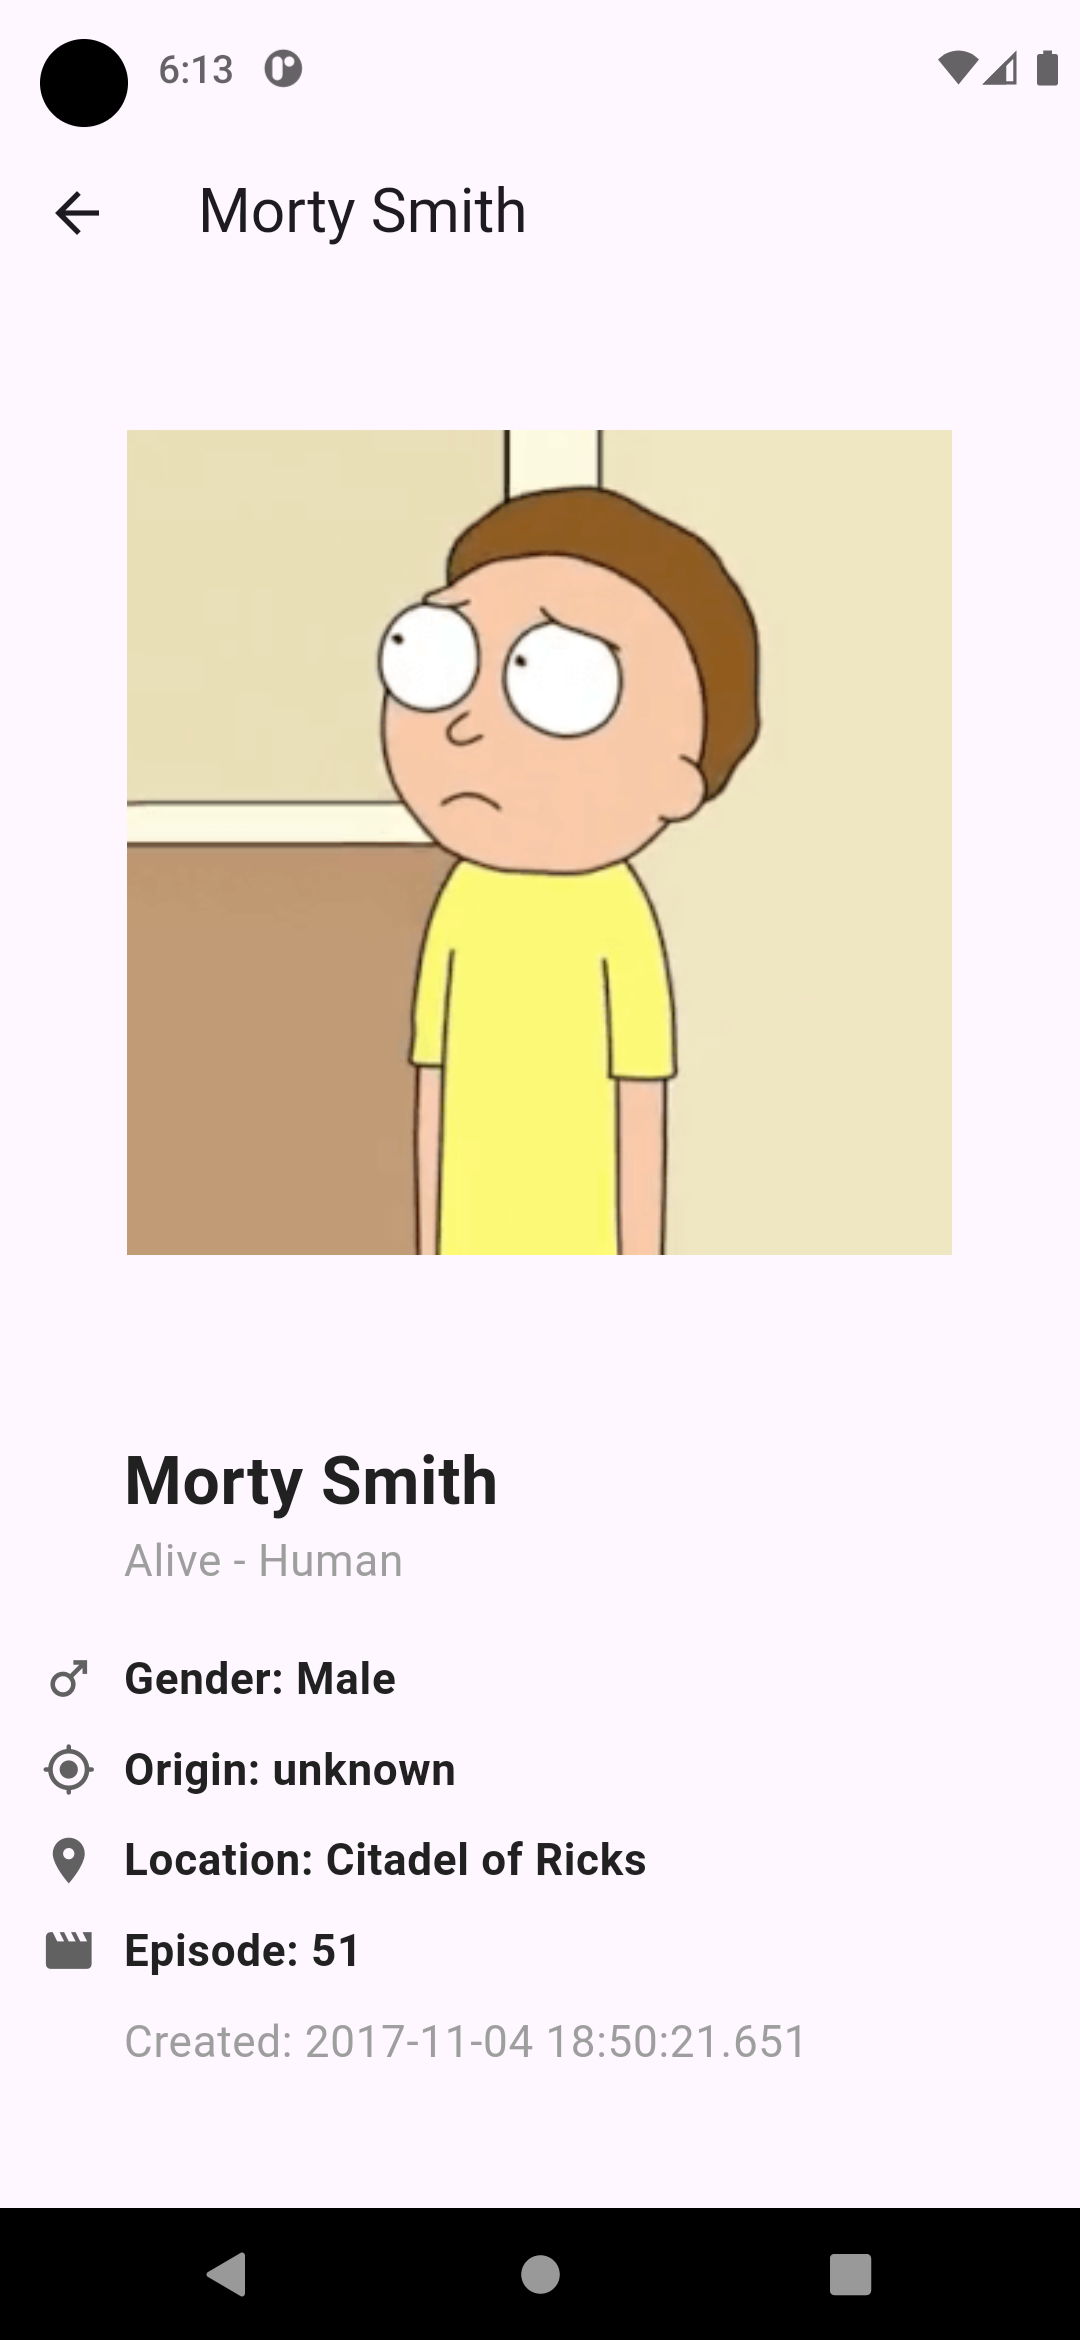 6:13
Morty Smith
Morty Smith
Alive - Human
Gender: Male
Origin: unknown
Location: Citadel of Ricks
Episode: 51
Created: 2017-11-04 18:50:21.651